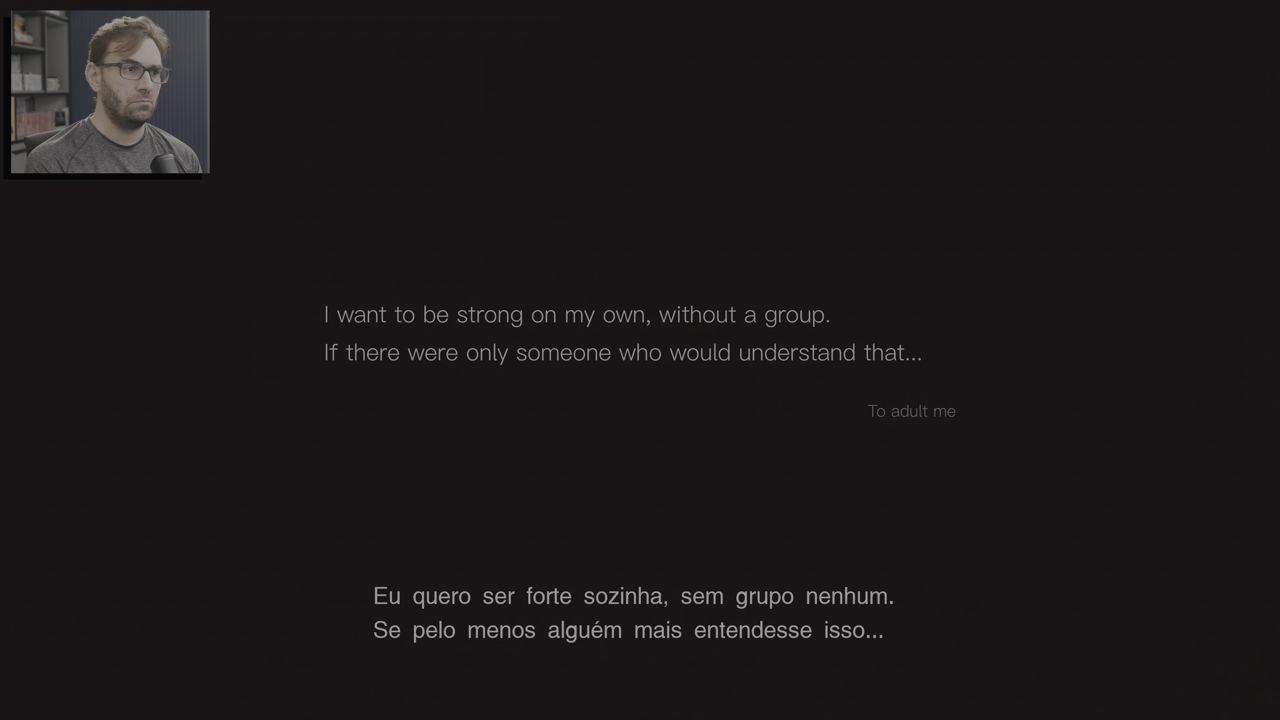 I want to be strong on my own, without a group.
If there were only someone who would understand that...
To adult me
Eu quero ser forte sozinha, sem grupo nenhum.
Se pelo menos alguém mais entendesse isso...